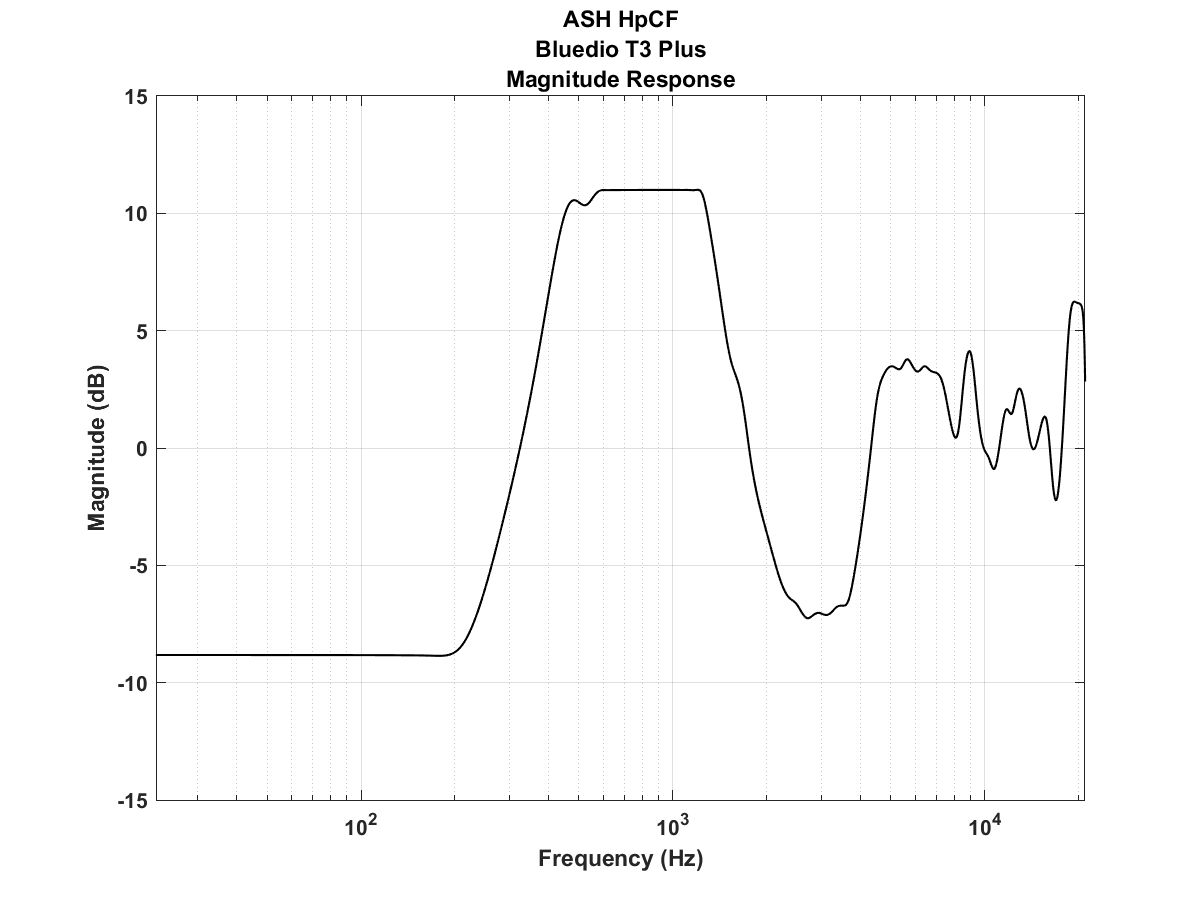 ASH HpCF
Bluedio T3 Plus
Magnitude Response
15
10
5
0
-5
-10
-15
Magnitude (dB)
10^2
10^3
10^4
Frequency (Hz)